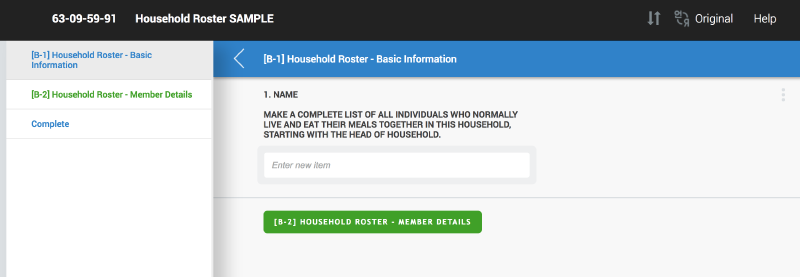 63-09-59-91 Household Roster SAMPLE Original Help
[B-1] Household Roster - Basic
Information
[B-2] Household Roster - Member Details
Complete
[B-1] Household Roster - Basic Information
1. NAME
MAKE A COMPLETE LIST OF ALL INDIVIDUALS WHO NORMALLY
LIVE AND EAT THEIR MEALS TOGETHER IN THIS HOUSEHOLD,
STARTING WITH THE HEAD OF HOUSEHOLD.
Enter new item
[B-2] HOUSEHOLD ROSTER - MEMBER DETAILS